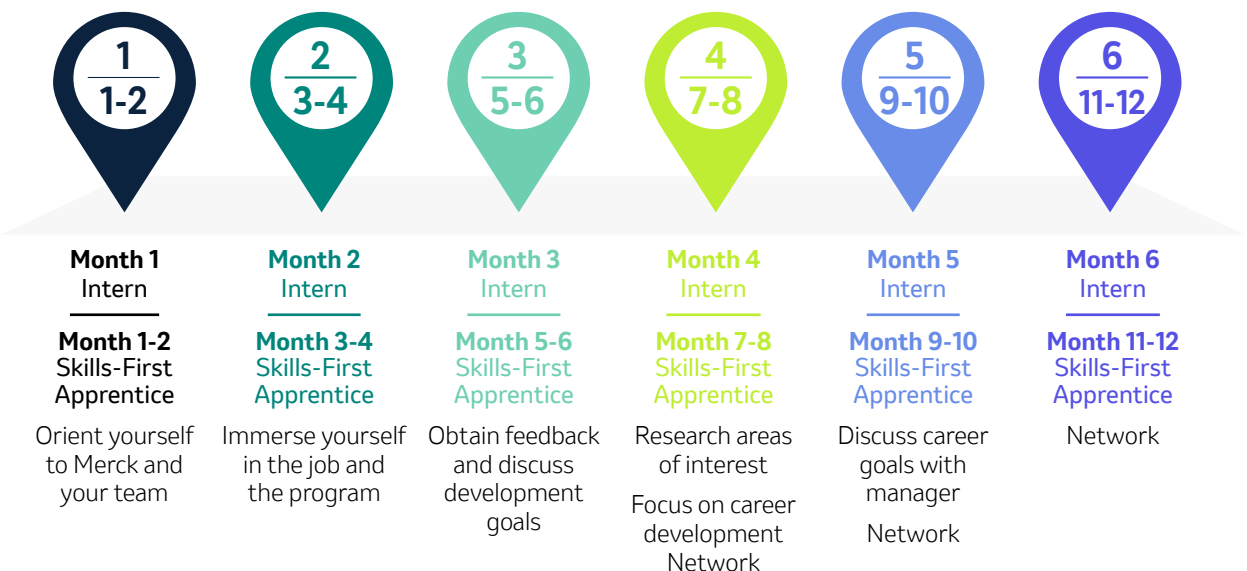 1
1-2
2
3-4
3
5-6
4
7-8
5
9-10
6
11-12
Month 1
Intern
Month 1-2
Skills-First
Apprentice
Orient yourself
to Merck and
your team
Month 2
Intern
Month 3-4
Skills-First
Apprentice
Immerse yourself
in the job and
the program
Month 3
Intern
Month 5-6
Skills-First
Apprentice
Obtain feedback
and discuss
development
goals
Month 4
Intern
Month 7-8
Skills-First
Apprentice
Research areas
of interest
Focus on career
development
Network
Month 5
Intern
Month 9-10
Skills-First
Apprentice
Discuss career
goals with
manager
Network
Month 6
Intern
Month 11-12
Skills-First
Apprentice
Network